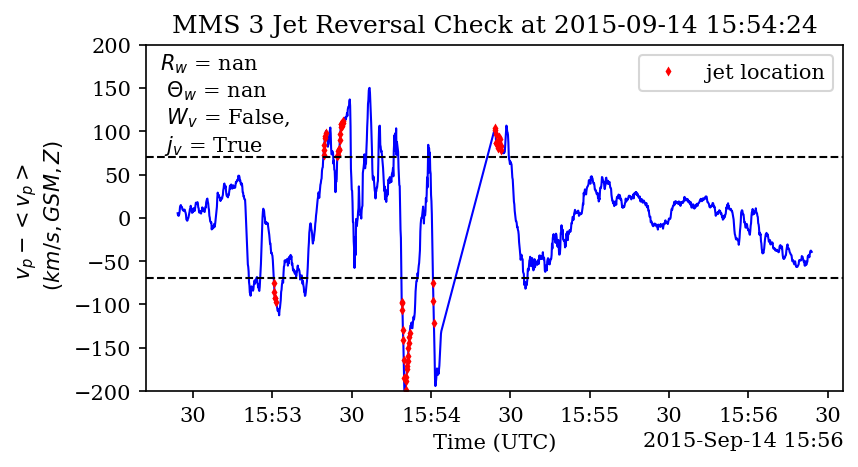 MMS 3 Jet Reversal Check at 2015-09-14 15:54:24
R_w = nan
Θ_w = nan
W_v = False,
j_v = True
jet location
v_p − < v_p >
(km/s, GSM, Z)
200
150
100
50
0
−50
−100
−150
−200
30 15:53 30 15:54 30 15:55 30 15:56 30
Time (UTC)
2015-Sep-14 15:56